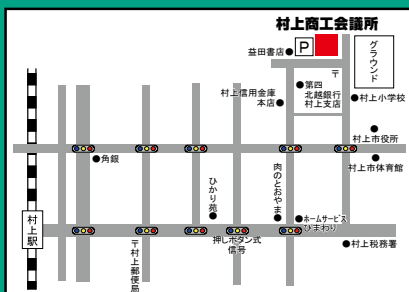 村上商工会議所
益田書店
P
グラウンド
〒
第四
北越銀行
村上支店
村上信用金庫
本店
村上小学校
村上市役所
村上市体育館
角銀
ひかり苑
肉のとおやま
ホームサービス
ひまわり
村上駅
押しボタン式
信号
〒村上郵便局
村上税務署